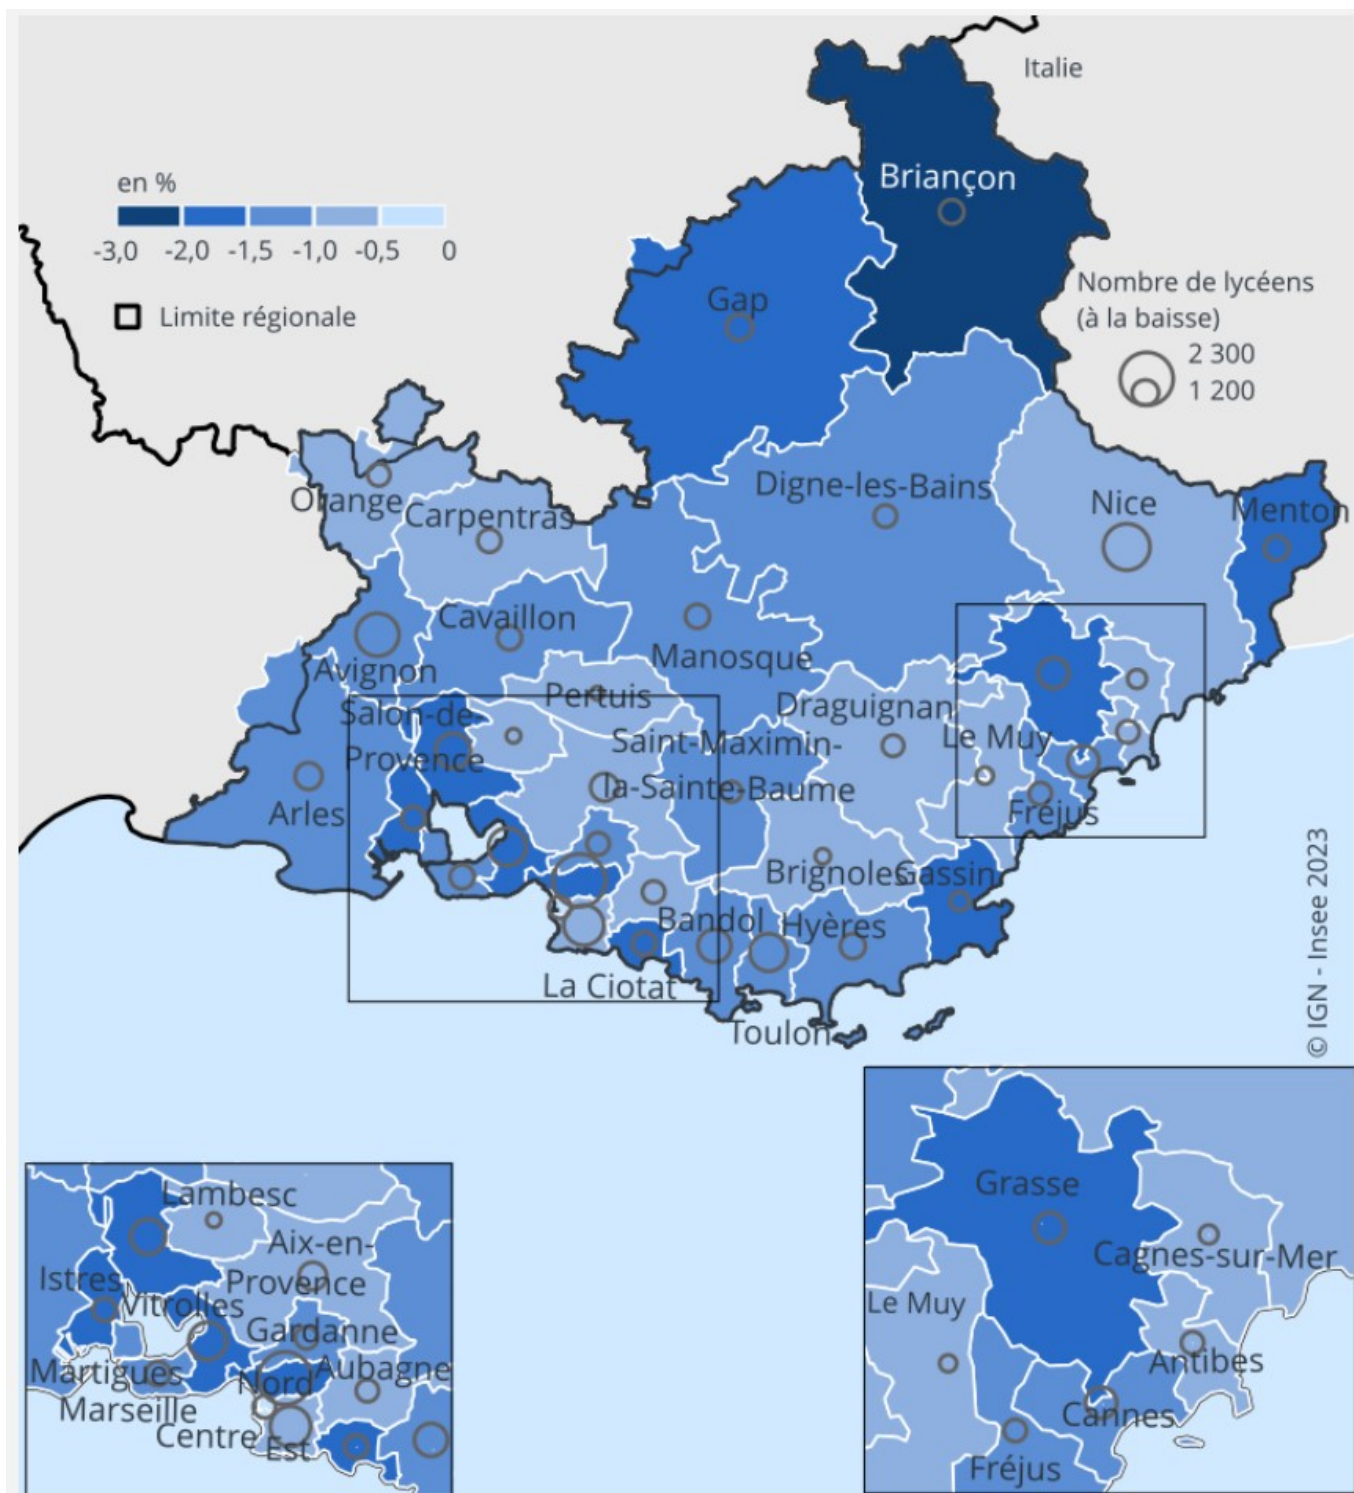 Italie
Briançon
en %
-3,0 -2,0 -1,5 -1,0 -0,5 0
Limite régionale
Nombre de lycéens
(à la baisse)
2 300
1 200
Gap
Digne-les-Bains
Orange
Carpentras
Nice
Menton
Cavaillon
Avignon
Manosque
Pertuis
Salon-de-
Provence
Draguignan
Le Muy
Saint-Maximin-
la-Sainte-Baume
Arles
Fréjus
Brignoles
Gassin
Bandol
Hyères
La Ciotat
Toulon
© IGN - Insee 2023
Lambesc
Aix-en-
Provence
Istres
Vitrolles
Gardanne
Martigues
Nord
Aubagne
Marseille
Centre
Est
Grasse
Cagnes-sur-Mer
Le Muy
Antibes
Cannes
Fréjus